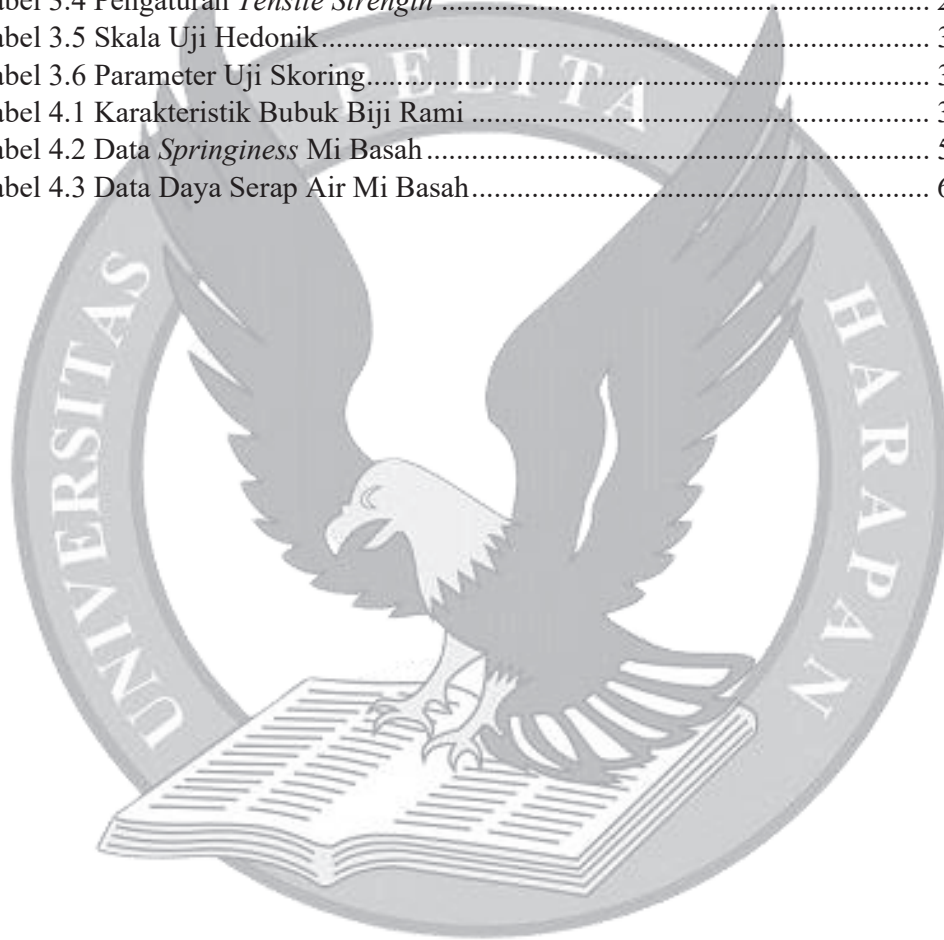 abel 3.4 Pengaturan Tensile Strength ........ 2
abel 3.5 Skala Uji Hedonik ........ 3
abel 3.6 Parameter Uji Skoring ........ 3
abel 4.1 Karakteristik Bubuk Biji Rami ........ 3
abel 4.2 Data Springiness Mi Basah ........ 5
abel 4.3 Data Daya Serap Air Mi Basah ........ 6
UNIVERSITAS
PELITA
HARAPAN